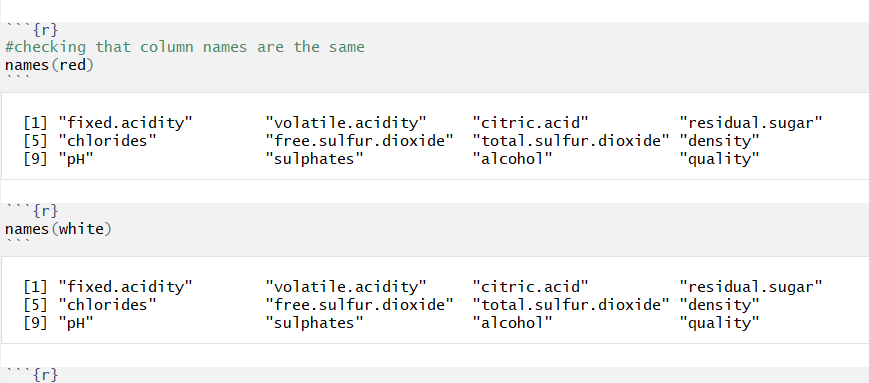 ```{r}
#checking that column names are the same
names(red)
```
[1] "fixed.acidity"        "volatile.acidity"     "citric.acid"          "residual.sugar"
[5] "chlorides"            "free.sulfur.dioxide"  "total.sulfur.dioxide" "density"
[9] "pH"                   "sulphates"            "alcohol"              "quality"
```{r}
names(white)
```
[1] "fixed.acidity"        "volatile.acidity"     "citric.acid"          "residual.sugar"
[5] "chlorides"            "free.sulfur.dioxide"  "total.sulfur.dioxide" "density"
[9] "pH"                   "sulphates"            "alcohol"              "quality"
```{r}